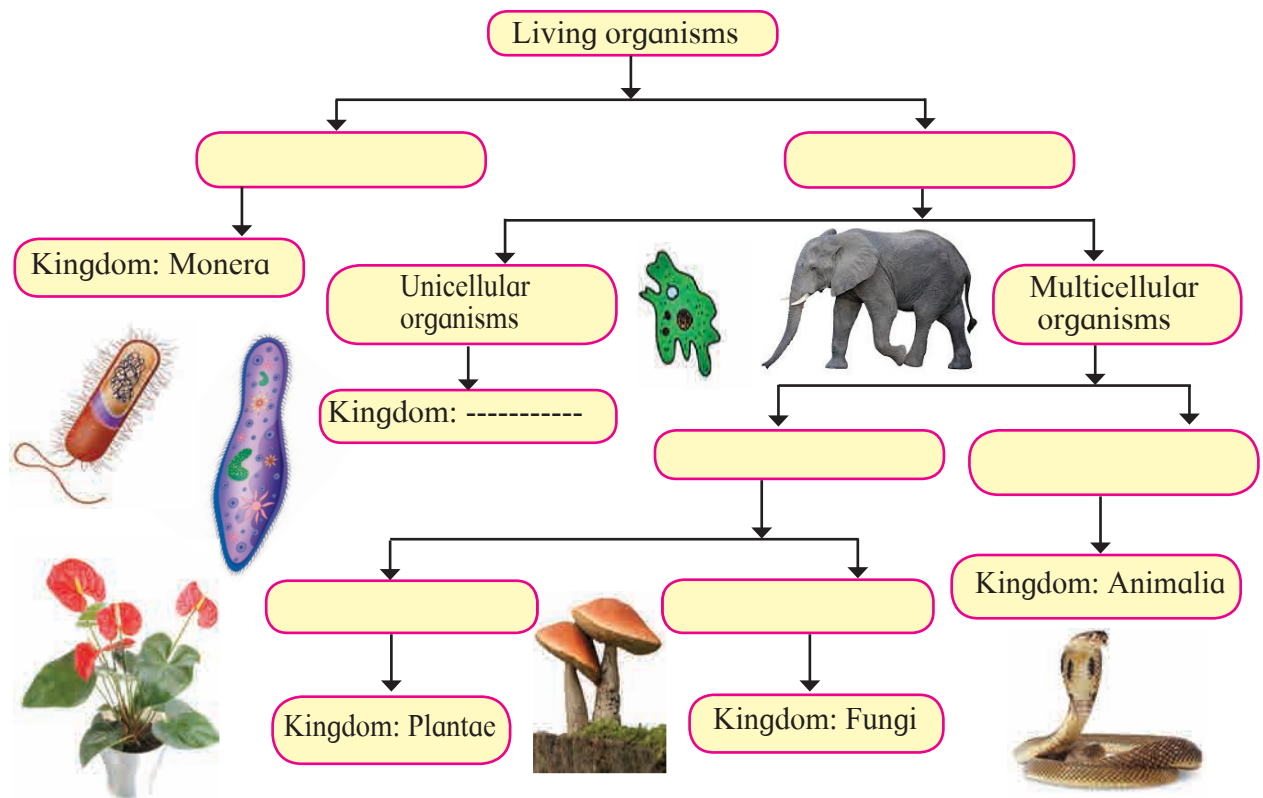 Living organisms
Kingdom: Monera
Unicellular
organisms
Multicellular
organisms
Kingdom: -----------
Kingdom: Animalia
Kingdom: Plantae
Kingdom: Fungi